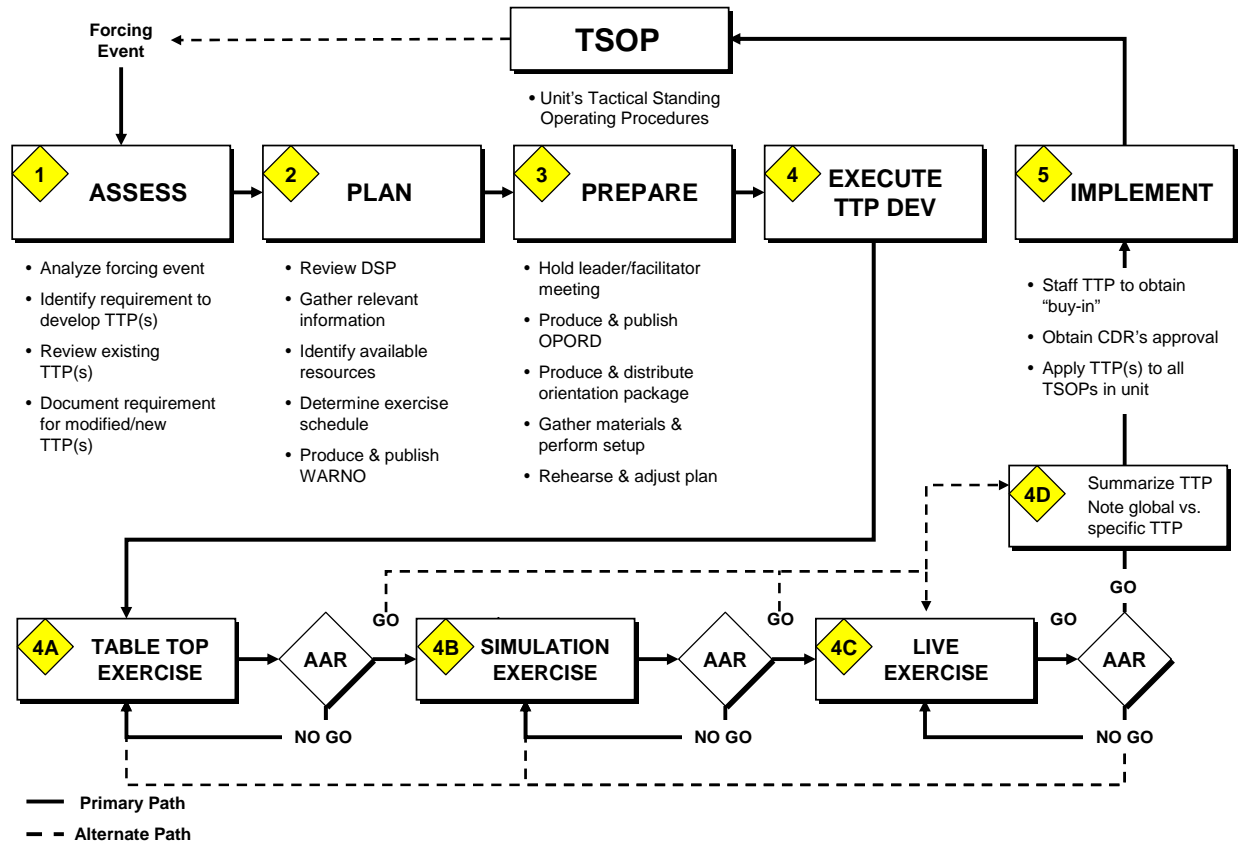 Forcing
Event
TSOP
• Unit's Tactical Standing
Operating Procedures
1
ASSESS
2
PLAN
3
PREPARE
4
EXECUTE
TTP DEV
5
IMPLEMENT
• Analyze forcing event
• Identify requirement to
develop TTP(s)
• Review existing
TTP(s)
• Document requirement
for modified/new
TTP(s)
• Review DSP
• Gather relevant
information
• Identify available
resources
• Determine exercise
schedule
• Produce & publish
WARNO
• Hold leader/facilitator
meeting
• Produce & publish
OPORD
• Produce & distribute
orientation package
• Gather materials &
perform setup
• Rehearse & adjust plan
• Staff TTP to obtain
“buy-in”
• Obtain CDR’s approval
• Apply TTP(s) to all
TSOPs in unit
4D
Summarize TTP
Note global vs.
specific TTP
GO
4A
TABLE TOP
EXERCISE
AAR
GO
NO GO
4B
SIMULATION
EXERCISE
AAR
GO
NO GO
4C
LIVE
EXERCISE
GO
AAR
NO GO
Primary Path
Alternate Path